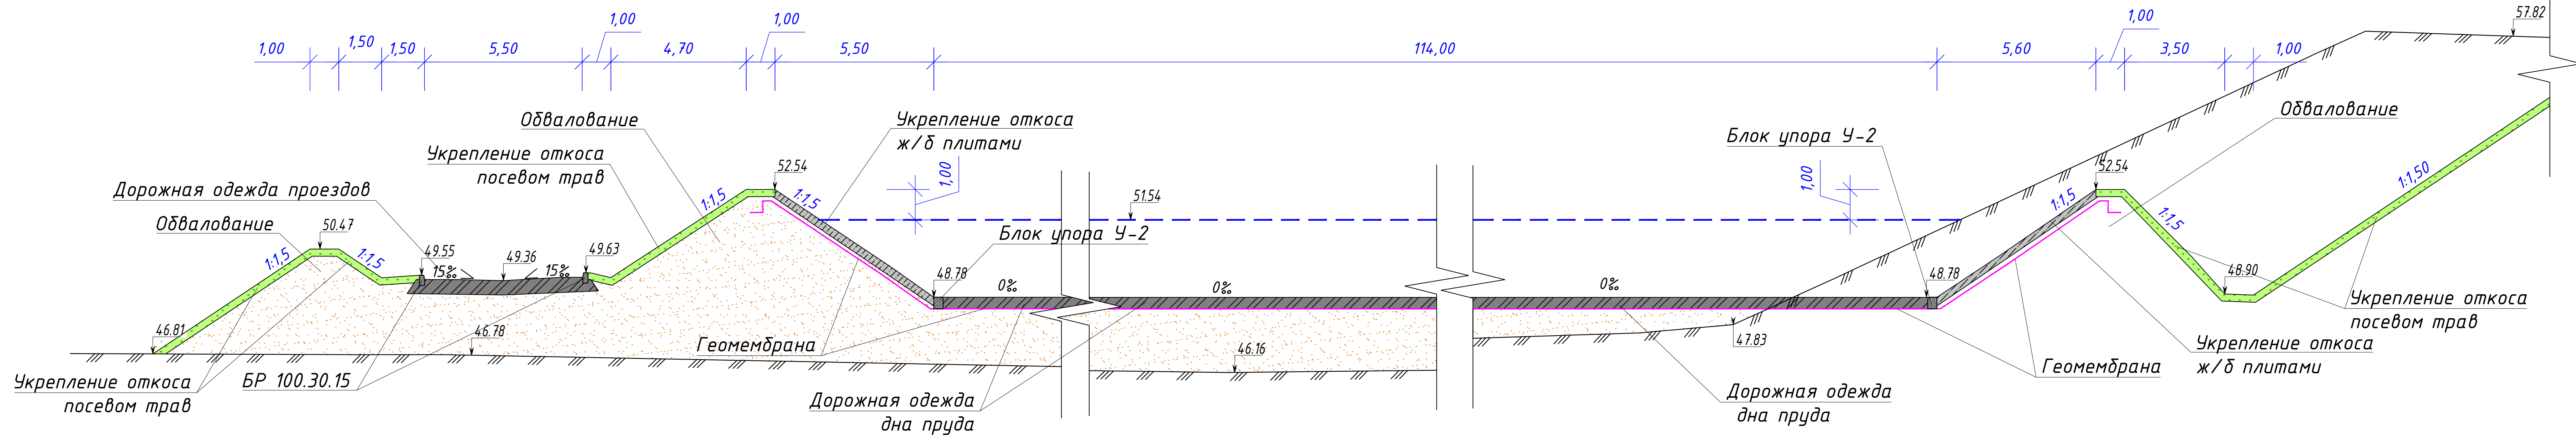 1,00
1,50
1,50
5,50
1,00
4,70
1,00
5,50
114,00
5,60
1,00
3,50
1,00
57.82
Обвалование
Укрепление откоса
ж/б плитами
Блок упора У-2
Обвалование
Укрепление откоса
посевом трав
Дорожная одежда проездов
Обвалование
1:1,5
50.47
1:1,5
49.55
15‰
49.36
15‰
49.63
1:1,5
52.54
1:1,5
1,00
51.54
1,00
52.54
1:1,5
1:1,5
1:1,50
Блок упора У-2
48.78
0‰
0‰
0‰
48.78
48.90
46.81
46.78
Геомембрана
46.16
47.83
Укрепление откоса
посевом трав
Укрепление откоса
ж/б плитами
Геомембрана
Укрепление откоса
посевом трав
БР 100.30.15
Дорожная одежда
дна пруда
Дорожная одежда
дна пруда